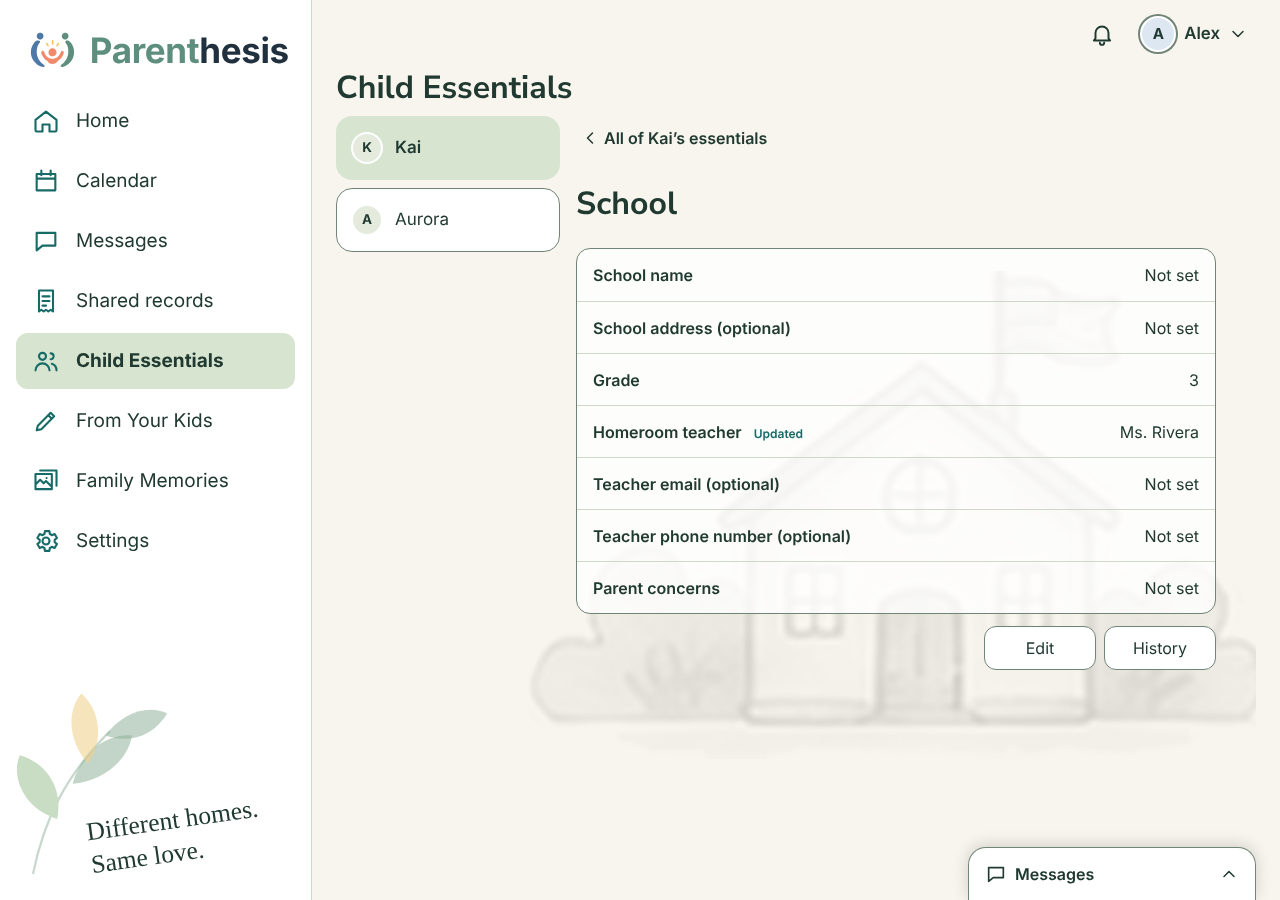 Parenthesis
Home
Calendar
Messages
Shared records
Child Essentials
From Your Kids
Family Memories
Settings
Different homes.
Same love.
A Alex
Child Essentials
K Kai
A Aurora
All of Kai’s essentials
School
School name Not set
School address (optional) Not set
Grade 3
Homeroom teacher Updated Ms. Rivera
Teacher email (optional) Not set
Teacher phone number (optional) Not set
Parent concerns Not set
Edit History
Messages